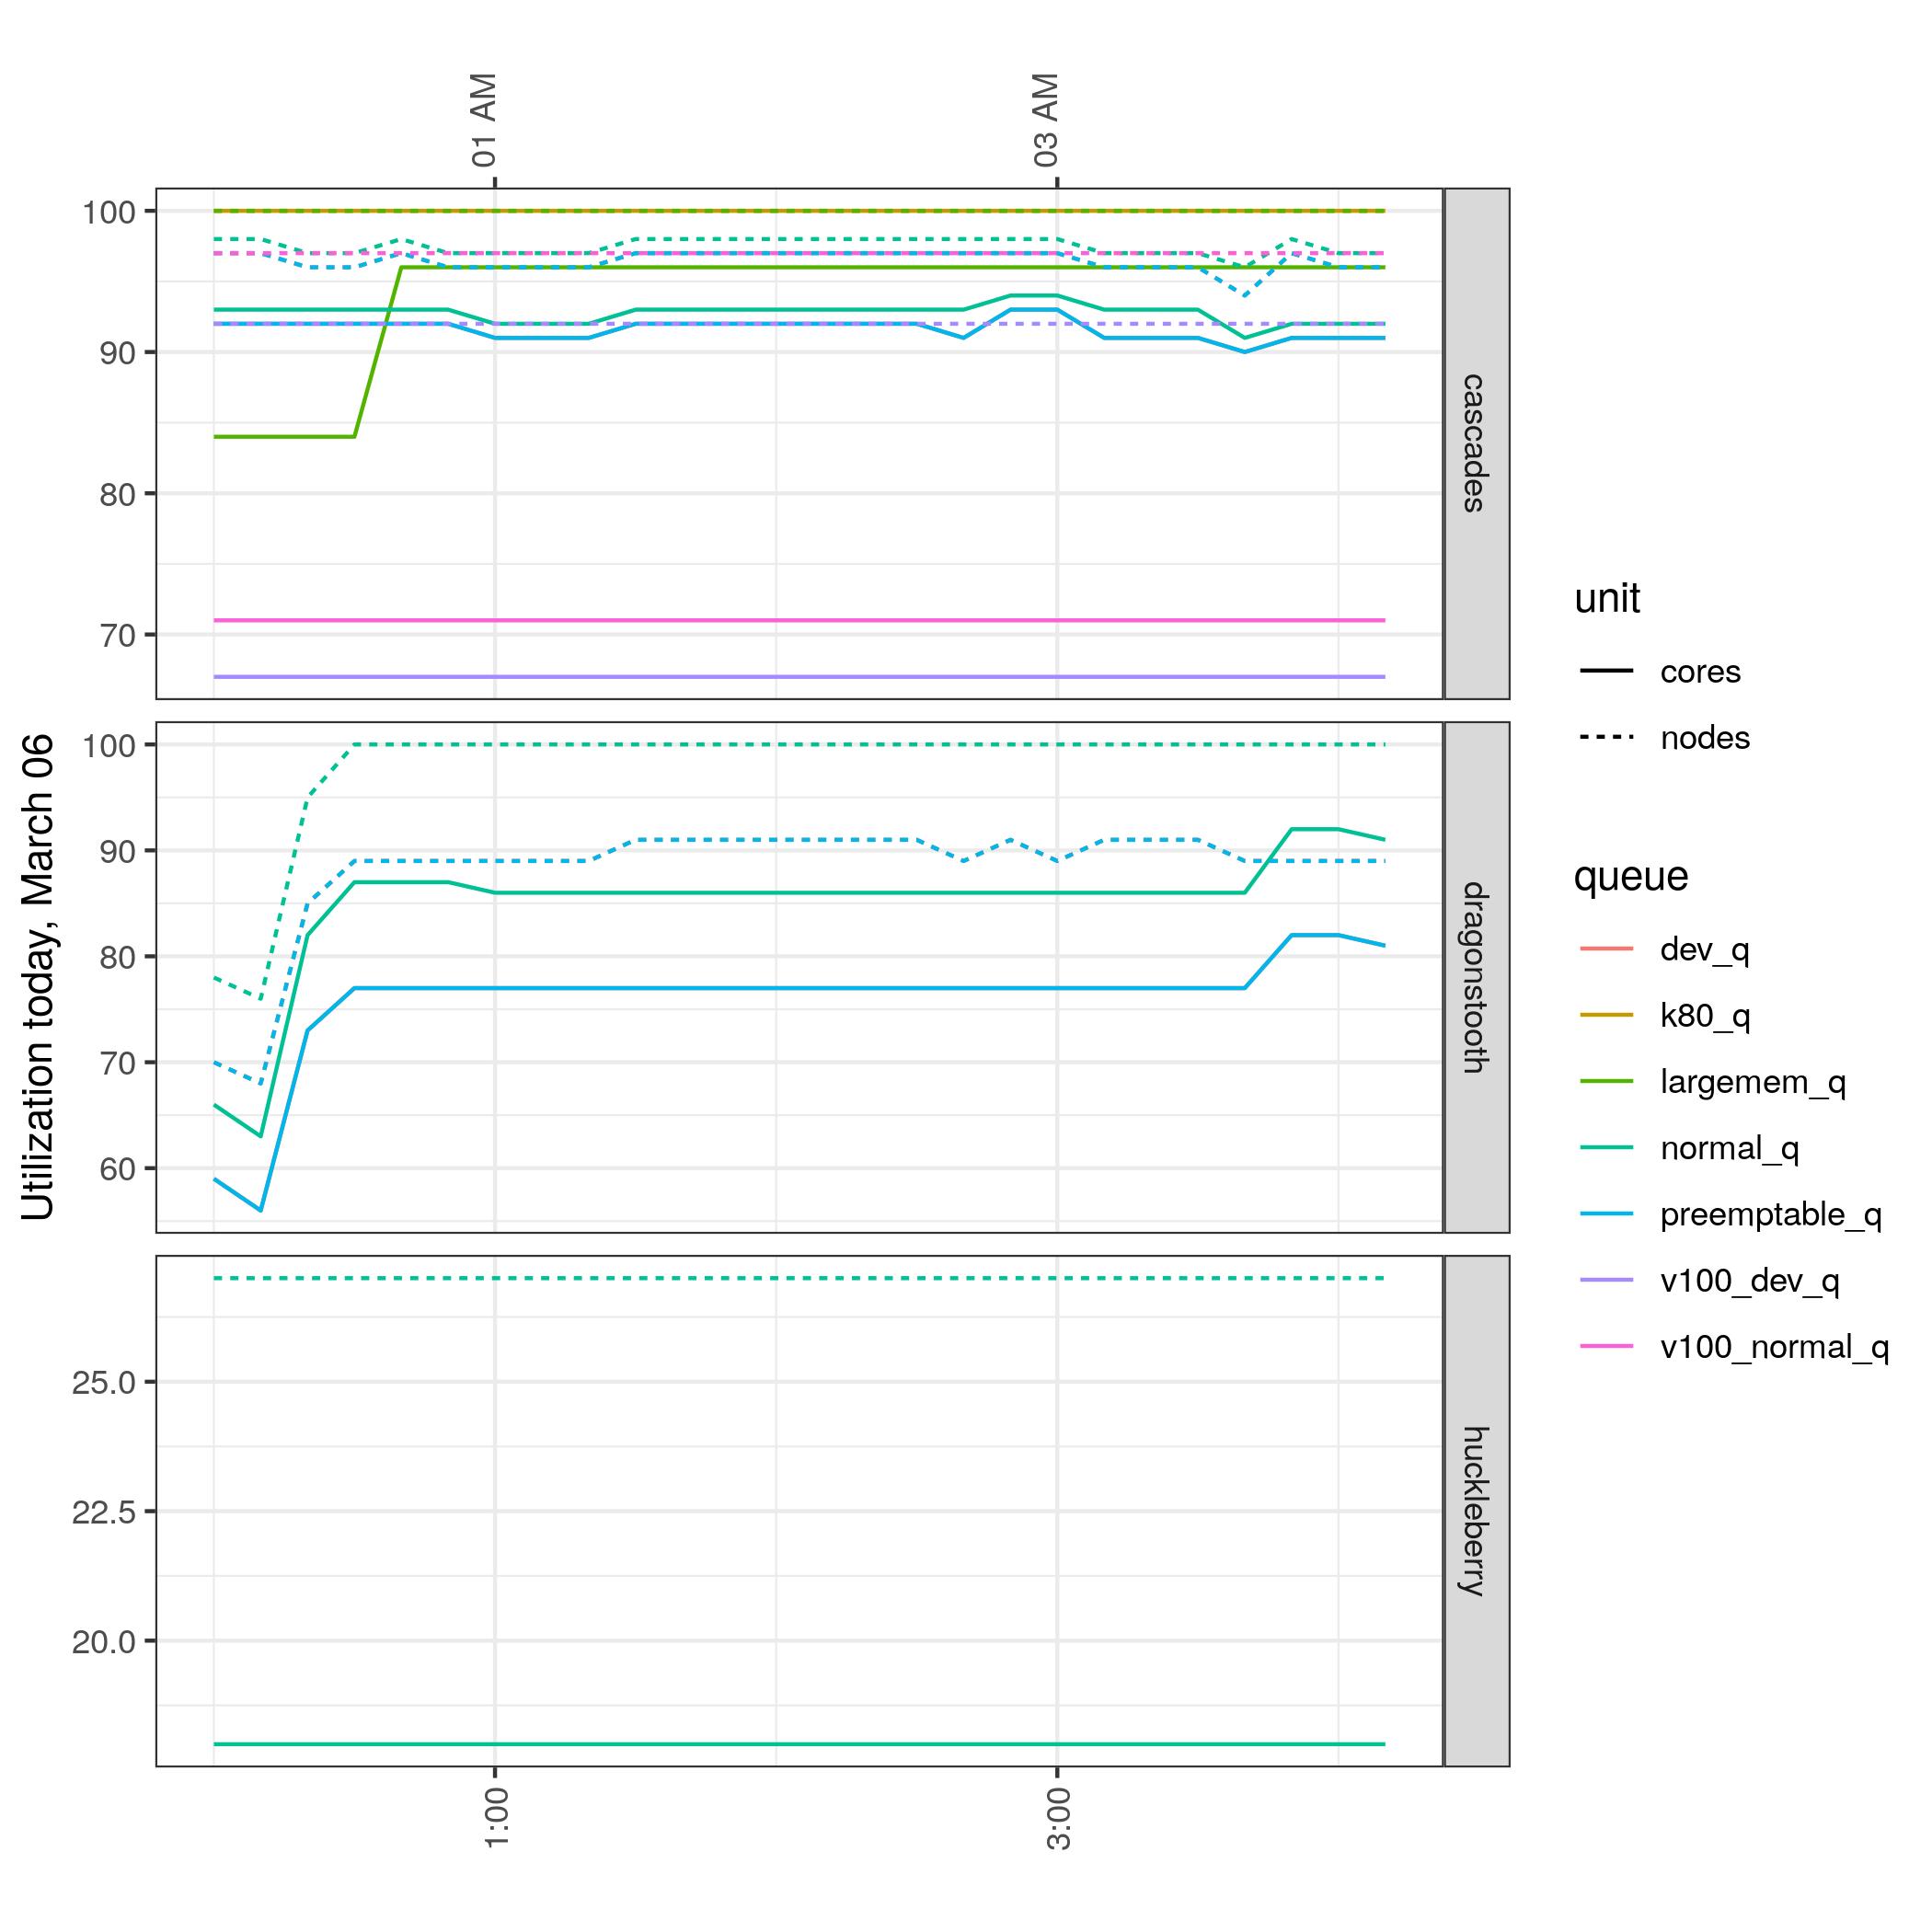 01 AM
03 AM
Utilization today, March 06
100
90
80
70
cascades
100
90
80
70
60
dragonstooth
25.0
22.5
20.0
huckleberry
1:00
3:00
unit
cores
nodes
queue
dev_q
k80_q
largemem_q
normal_q
preemptable_q
v100_dev_q
v100_normal_q